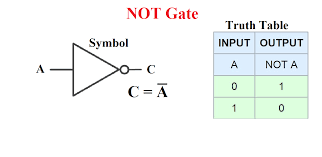 NOT Gate
Symbol
A
C
C = A̅
Truth Table
INPUT OUTPUT
A NOT A
0 1
1 0